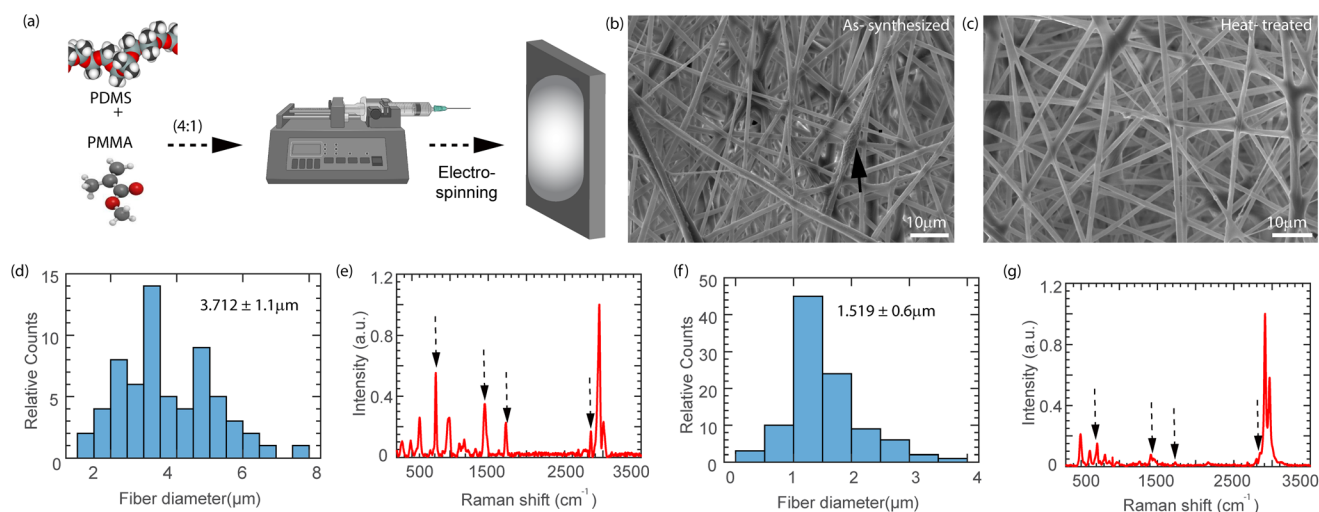 (a)
PDMS
+
PMMA
(4:1)
Electro-
spinning
(b)
As- synthesized
10µm
(c)
Heat- treated
10µm
(d)
15
10
5
0
2
4
6
8
3.712 ± 1.1µm
Relative Counts
Fiber diameter(µm)
(e)
1.2
0.8
0.4
0
500
1500
2500
3500
Intensity (a.u.)
Raman shift (cm⁻¹)
(f)
50
40
30
20
10
0
0
1
2
3
4
1.519 ± 0.6µm
Relative Counts
Fiber diameter(µm)
(g)
1.2
0.8
0.4
0
500
1500
2500
3500
Intensity (a.u.)
Raman shift (cm⁻¹)